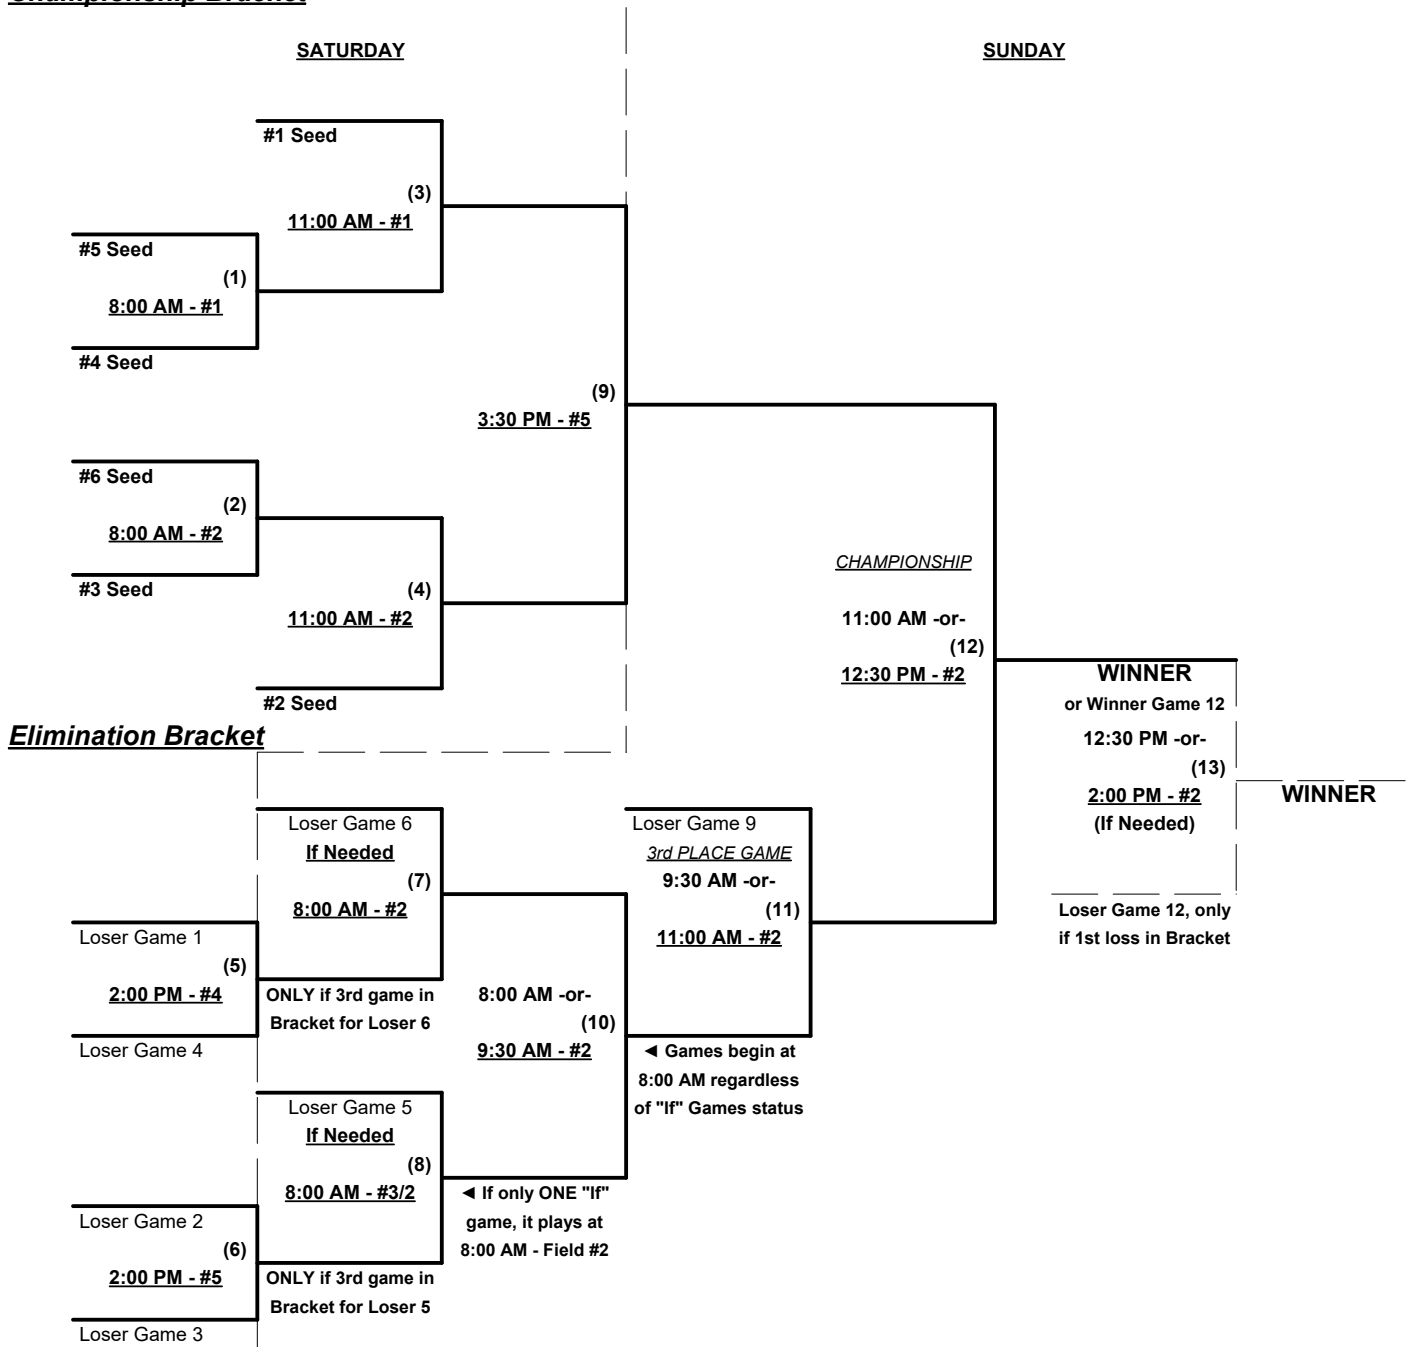 Championship Bracket
SATURDAY
SUNDAY
#1 Seed
(3)
11:00 AM - #1
#5 Seed
(1)
8:00 AM - #1
#4 Seed
(9)
3:30 PM - #5
#6 Seed
(2)
8:00 AM - #2
#3 Seed
(4)
11:00 AM - #2
#2 Seed
CHAMPIONSHIP
11:00 AM -or-
(12)
12:30 PM - #2
WINNER
or Winner Game 12
12:30 PM -or-
(13)
2:00 PM - #2
(If Needed)
WINNER
Loser Game 12, only
if 1st loss in Bracket
Elimination Bracket
Loser Game 6
If Needed
(7)
8:00 AM - #2
Loser Game 1
(5)
2:00 PM - #4
Loser Game 4
ONLY if 3rd game in
Bracket for Loser 6
8:00 AM -or-
(10)
9:30 AM - #2
Loser Game 9
3rd PLACE GAME
9:30 AM -or-
(11)
11:00 AM - #2
◄ Games begin at
8:00 AM regardless
of "If" Games status
Loser Game 5
If Needed
(8)
8:00 AM - #3/2
◄ If only ONE "If"
game, it plays at
8:00 AM - Field #2
Loser Game 2
(6)
2:00 PM - #5
Loser Game 3
ONLY if 3rd game in
Bracket for Loser 5